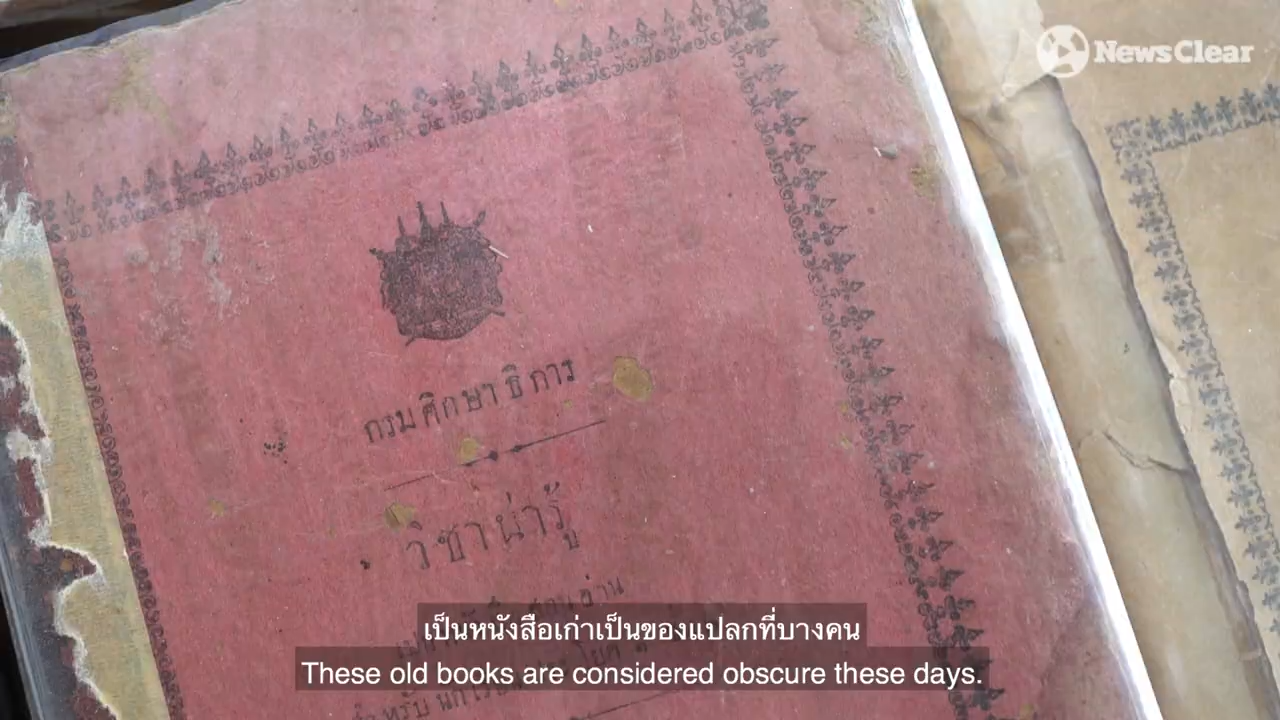 News Clear
กรมศึกษาธิการ
วิชาน่ารู้
เป็นหนังสือเก่าเป็นของแปลกที่บางคน
These old books are considered obscure these days.